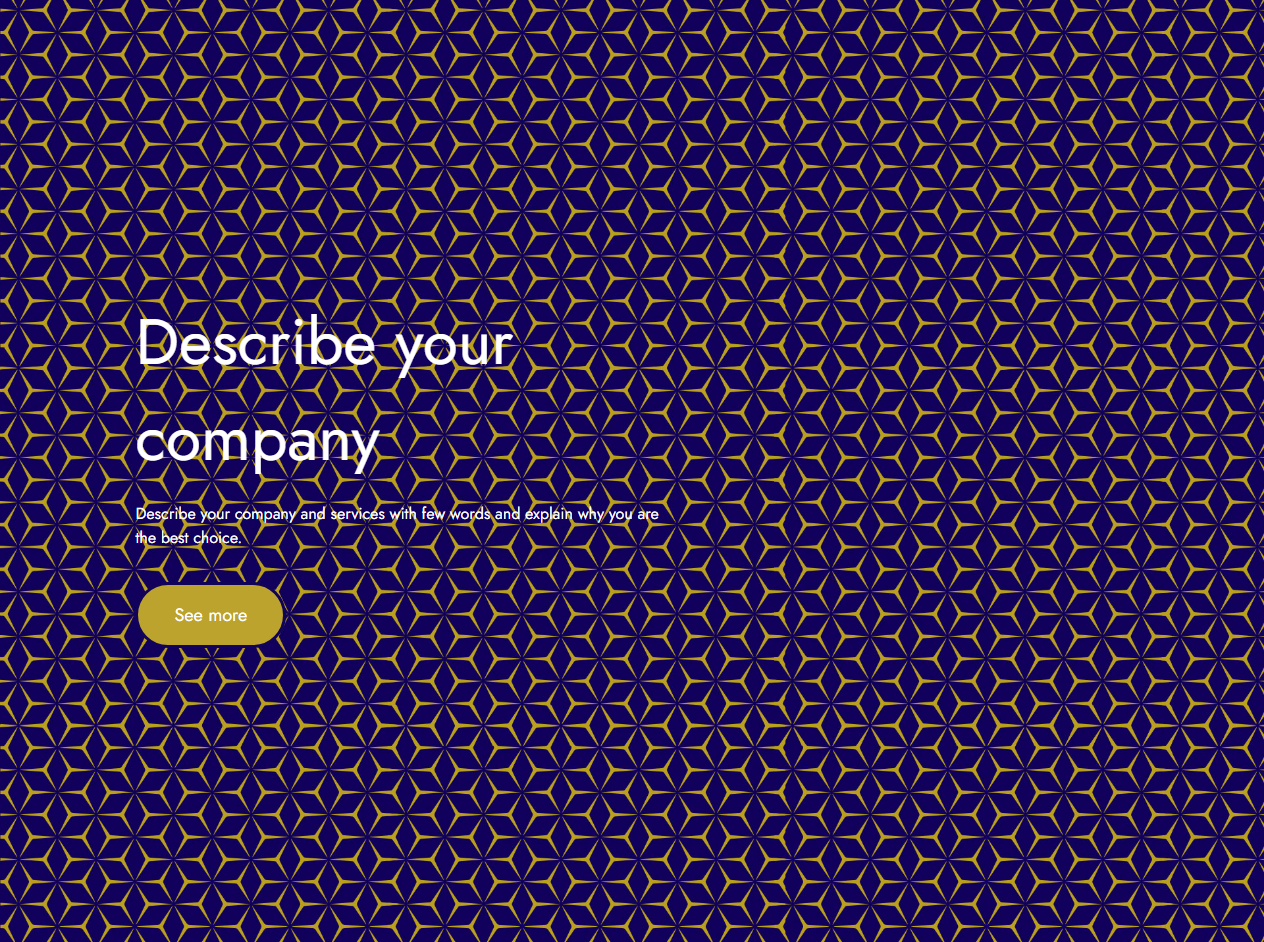 Describe your
company
Describe your company and services with few words and explain why you are
the best choice.
See more